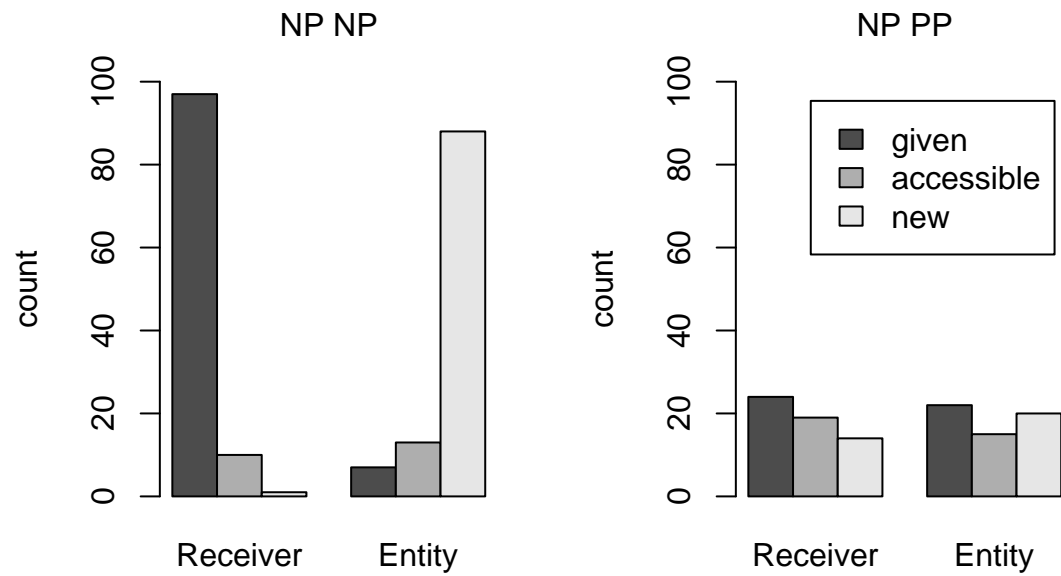 NP NP
count
0
20
40
60
80
100
Receiver
Entity
NP PP
count
0
20
40
60
80
100
given
accessible
new
Receiver
Entity